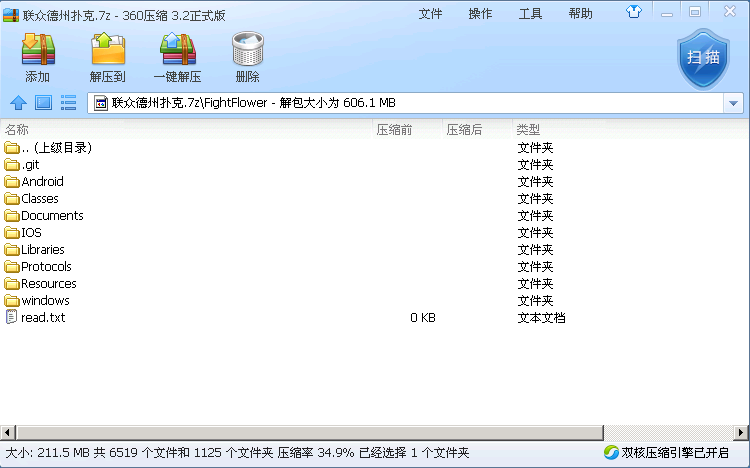 联众德州扑克.7z - 360压缩 3.2正式版
文件 操作 工具 帮助
添加 解压到 一键解压 删除 扫描
联众德州扑克.7z\FightFlower - 解包大小为 606.1 MB
名称 压缩前 压缩后 类型
.. (上级目录) 文件夹
.git 文件夹
Android 文件夹
Classes 文件夹
Documents 文件夹
IOS 文件夹
Libraries 文件夹
Protocols 文件夹
Resources 文件夹
windows 文件夹
read.txt 0 KB 文本文档
大小: 211.5 MB 共 6519 个文件和 1125 个文件夹 压缩率 34.9% 已经选择 1 个文件夹 双核压缩引擎已开启